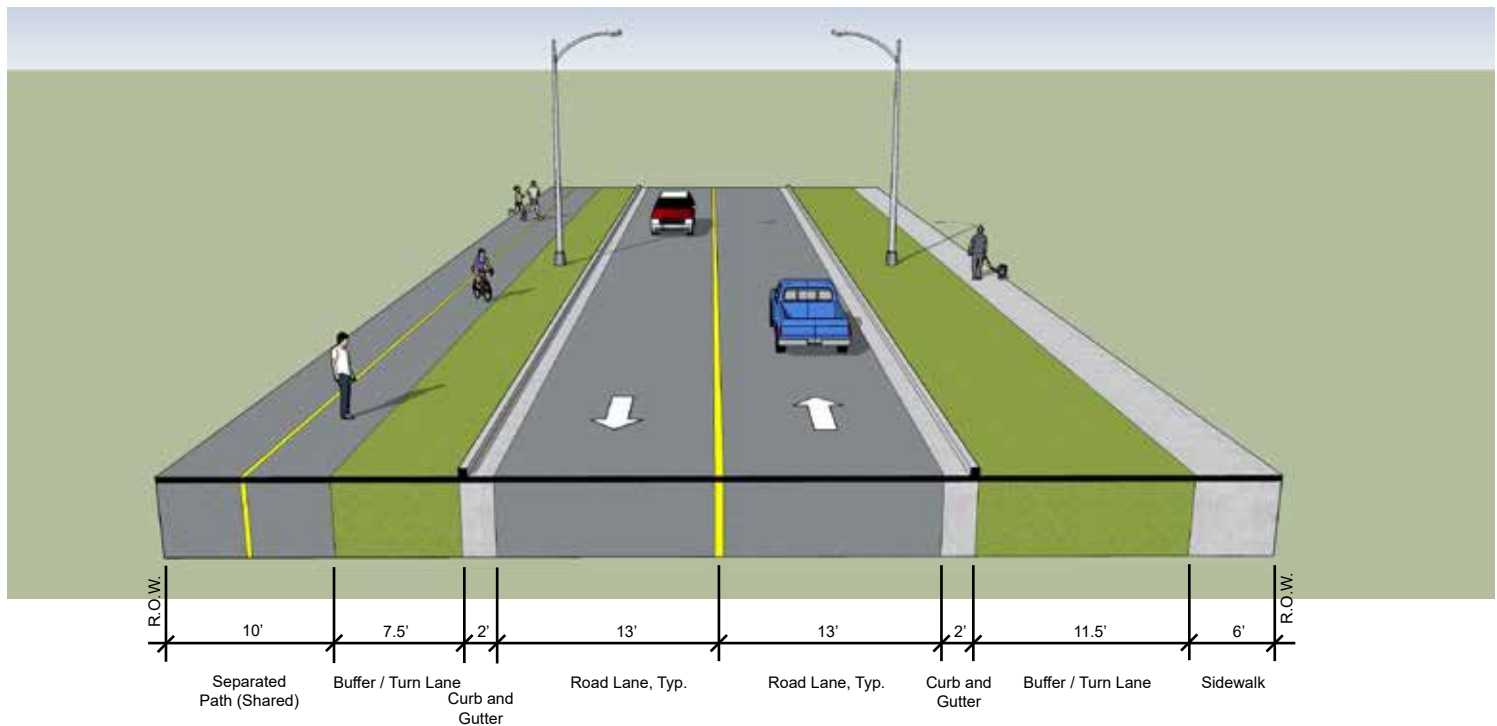 R.O.W.
R.O.W.
10’
7.5’
2’
13’
13’
2’
11.5’
6’
Separated
Path (Shared)
Buffer / Turn Lane
Curb and
Gutter
Road Lane, Typ.
Road Lane, Typ.
Curb and
Gutter
Buffer / Turn Lane
Sidewalk